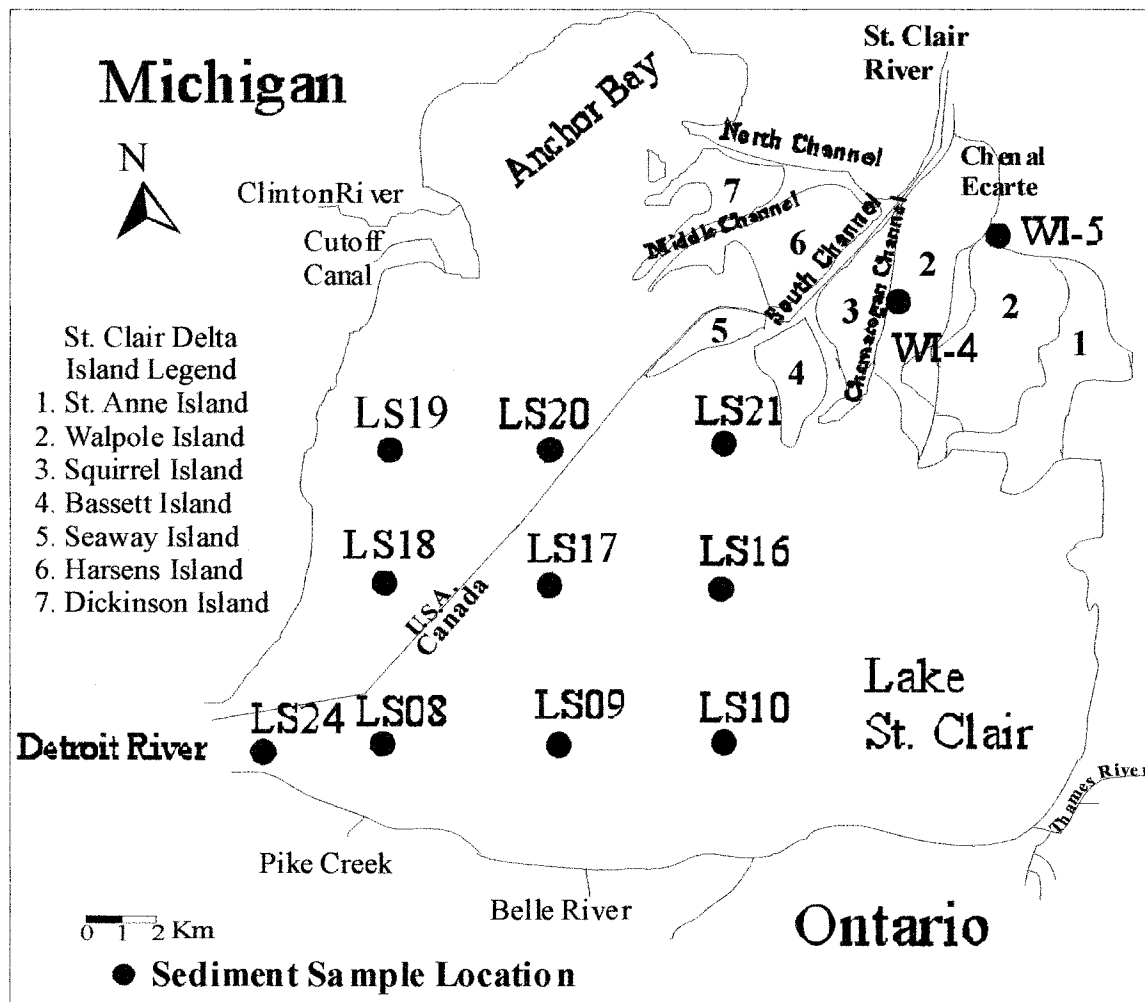 Michigan
N
Anchor Bay
St. Clair
River
North Channel
Chenal
Ecarte
Clinton River
Cutoff
Canal
7
Middle Channel
6
South Channel
Chematogan Channel
2
WI-5
3
WI-4
2
1
5
4
St. Clair Delta
Island Legend
1. St. Anne Island
2. Walpole Island
3. Squirrel Island
4. Bassett Island
5. Seaway Island
6. Harsens Island
7. Dickinson Island
LS19
LS20
LS21
LS18
LS17
LS16
U.S.A.
Canada
Lake
St. Clair
LS24
LS08
LS09
LS10
Detroit River
Thames River
Pike Creek
Belle River
0 1 2 Km
Ontario
Sediment Sample Location